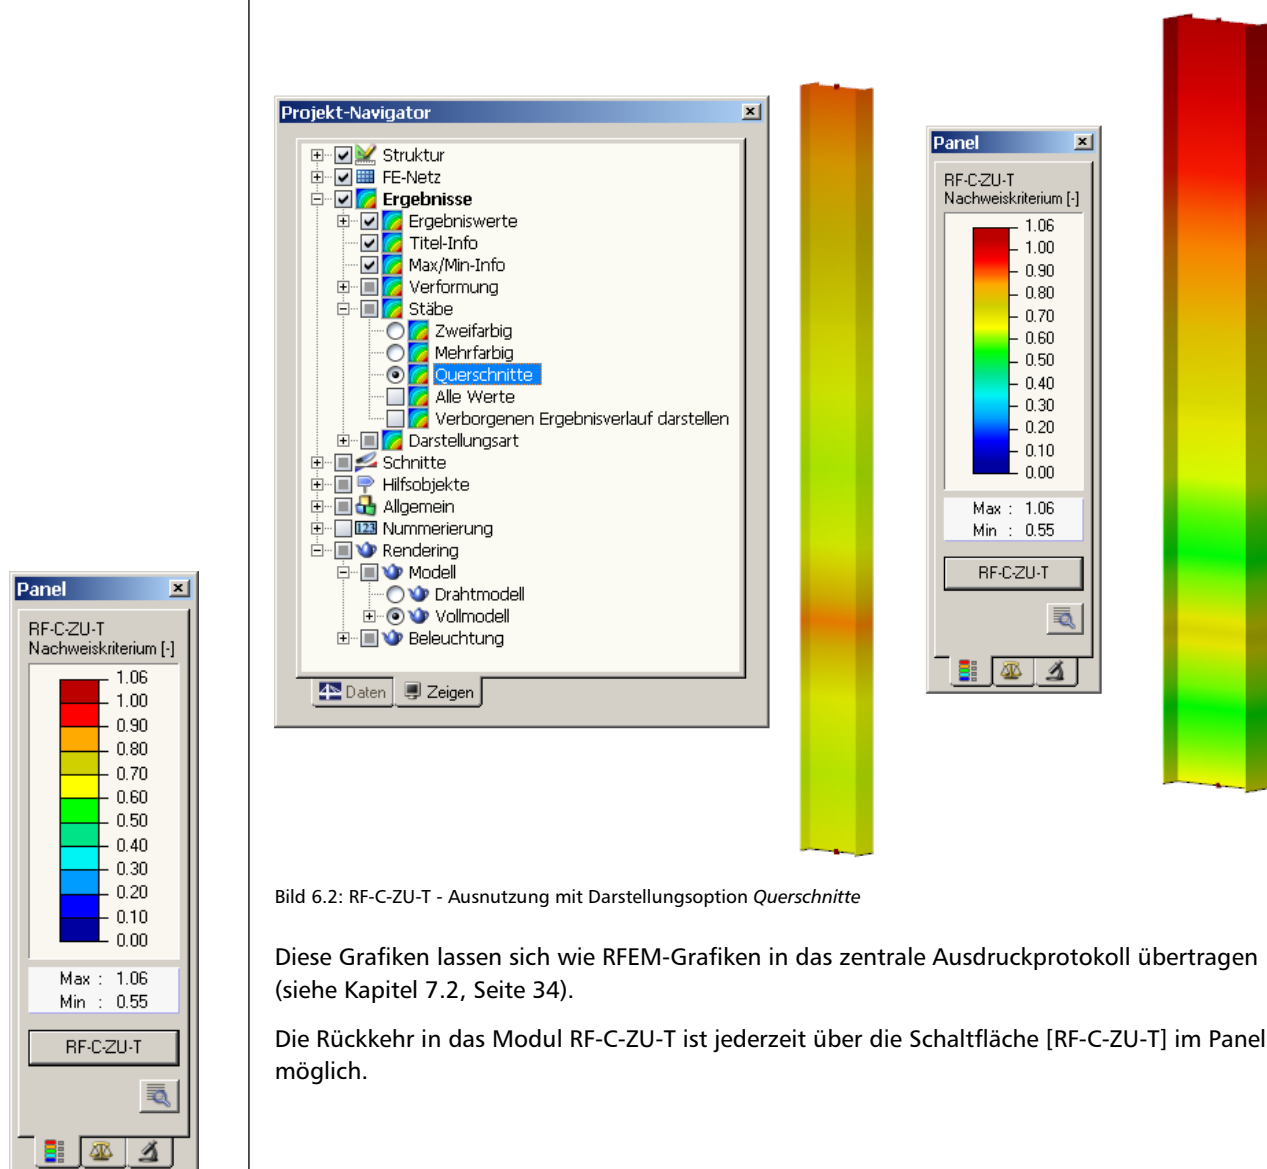 Projekt-Navigator
Struktur
FE-Netz
Ergebnisse
Ergebniswerte
Titel-Info
Max/Min-Info
Verformung
Stäbe
Zweifarbig
Mehrfarbig
Querschnitte
Alle Werte
Verborgenen Ergebnisverlauf darstellen
Darstellungsart
Schnitte
Hilfsobjekte
Allgemein
123 Nummerierung
Rendering
Modell
Drahtmodell
Vollmodell
Beleuchtung
Daten Zeigen
Panel
RF-C-ZU-T
Nachweiskriterium [-]
1.06
1.00
0.90
0.80
0.70
0.60
0.50
0.40
0.30
0.20
0.10
0.00
Max : 1.06
Min : 0.55
RF-C-ZU-T
Panel
RF-C-ZU-T
Nachweiskriterium [-]
1.06
1.00
0.90
0.80
0.70
0.60
0.50
0.40
0.30
0.20
0.10
0.00
Max : 1.06
Min : 0.55
RF-C-ZU-T
Bild 6.2: RF-C-ZU-T - Ausnutzung mit Darstellungsoption Querschnitte
Diese Grafiken lassen sich wie RFEM-Grafiken in das zentrale Ausdruckprotokoll übertragen
(siehe Kapitel 7.2, Seite 34).
Die Rückkehr in das Modul RF-C-ZU-T ist jederzeit über die Schaltfläche [RF-C-ZU-T] im Panel
möglich.